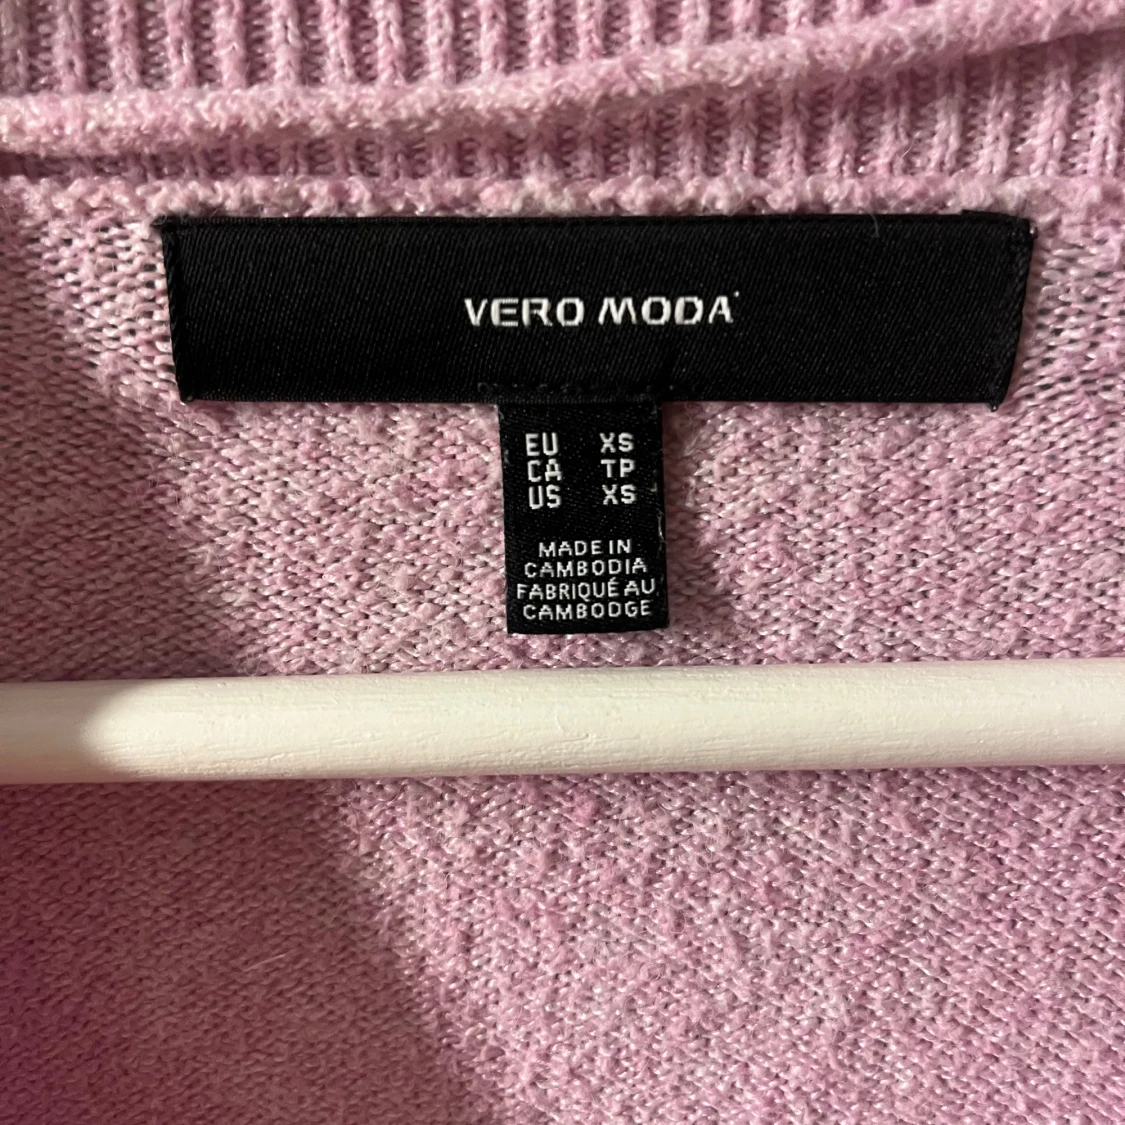 VERO MODA
EU XS
CA TP
US XS
MADE IN
CAMBODIA
FABRIQUÉ AU
CAMBODGE